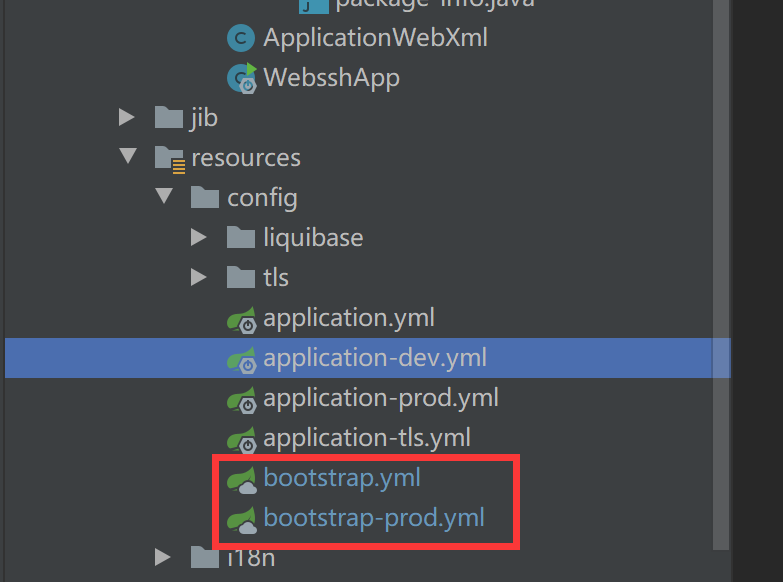 package-info.java
ApplicationWebXml
WebsshApp
jib
resources
config
liquibase
tls
application.yml
application-dev.yml
application-prod.yml
application-tls.yml
bootstrap.yml
bootstrap-prod.yml
i18n